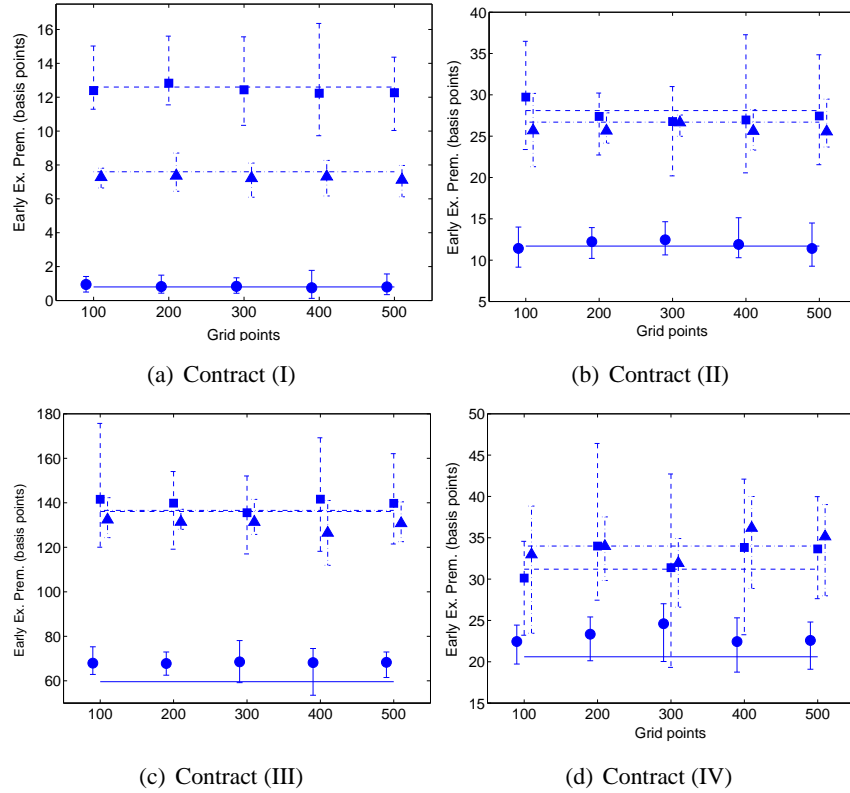 16
14
12
10
8
6
4
2
0
Early Ex. Prem. (basis points)
100 200 300 400 500
Grid points
(a) Contract (I)
40
35
30
25
20
15
10
5
Early Ex. Prem. (basis points)
100 200 300 400 500
Grid points
(b) Contract (II)
180
160
140
120
100
80
60
Early Ex. Prem. (basis points)
100 200 300 400 500
(c) Contract (III)
50
45
40
35
30
25
20
15
Early Ex. Prem. (basis points)
100 200 300 400 500
Grid points
(d) Contract (IV)